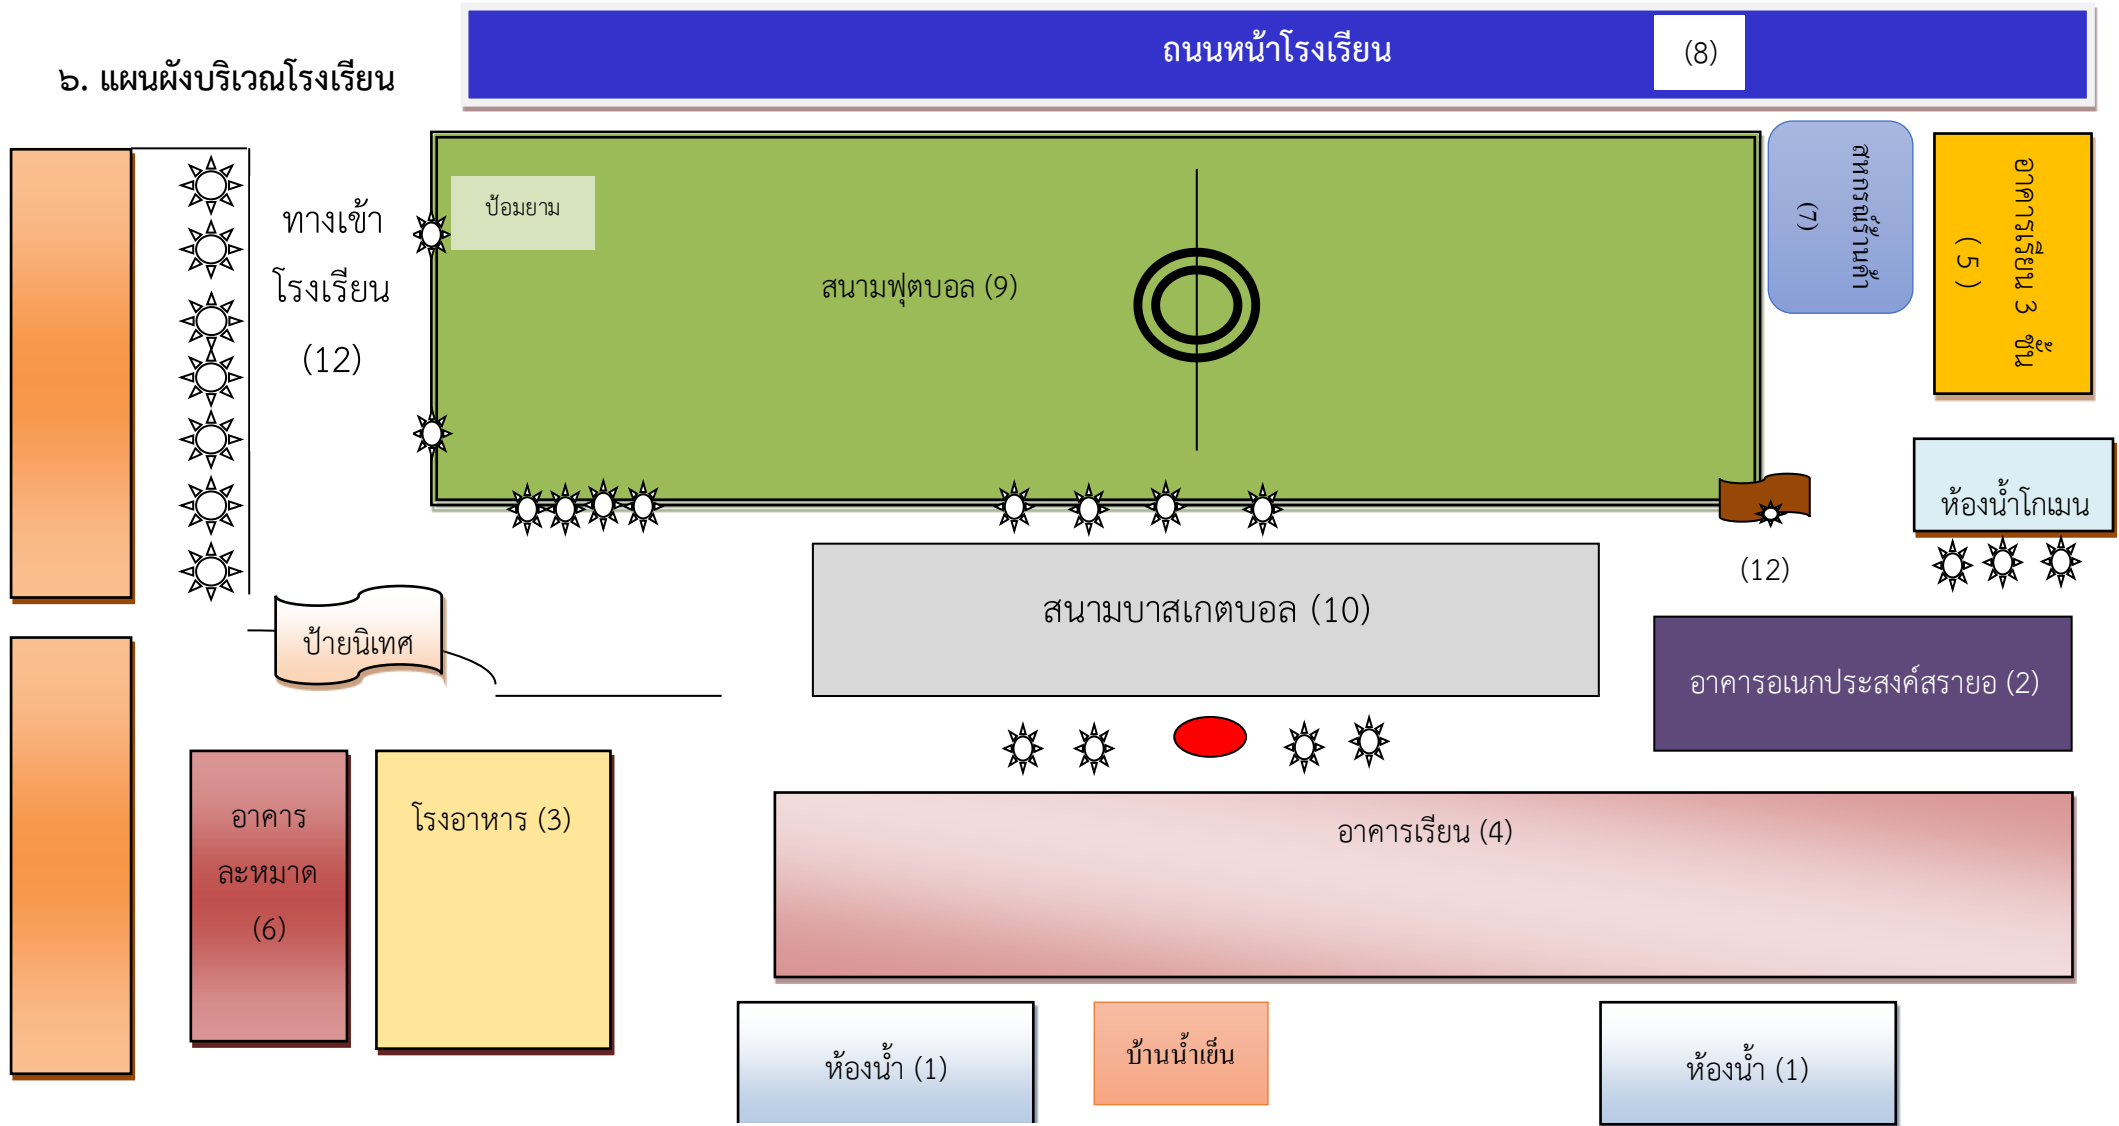 ถนนหน้าโรงเรียน
(8)
๖. แผนผังบริเวณโรงเรียน
ทางเข้า
โรงเรียน
(12)
ป้อมยาม
สนามฟุตบอล (9)
สหกรณ์ร้านค้า
(7)
อาคารเรียน 3 ชั้น
( 5 )
ห้องน้ำโกเมน
(12)
ป้ายนิเทศ
สนามบาสเกตบอล (10)
อาคารอเนกประสงค์สรายอ (2)
อาคาร
ละหมาด
(6)
โรงอาหาร (3)
อาคารเรียน (4)
ห้องน้ำ (1)
บ้านน้ำเย็น
ห้องน้ำ (1)